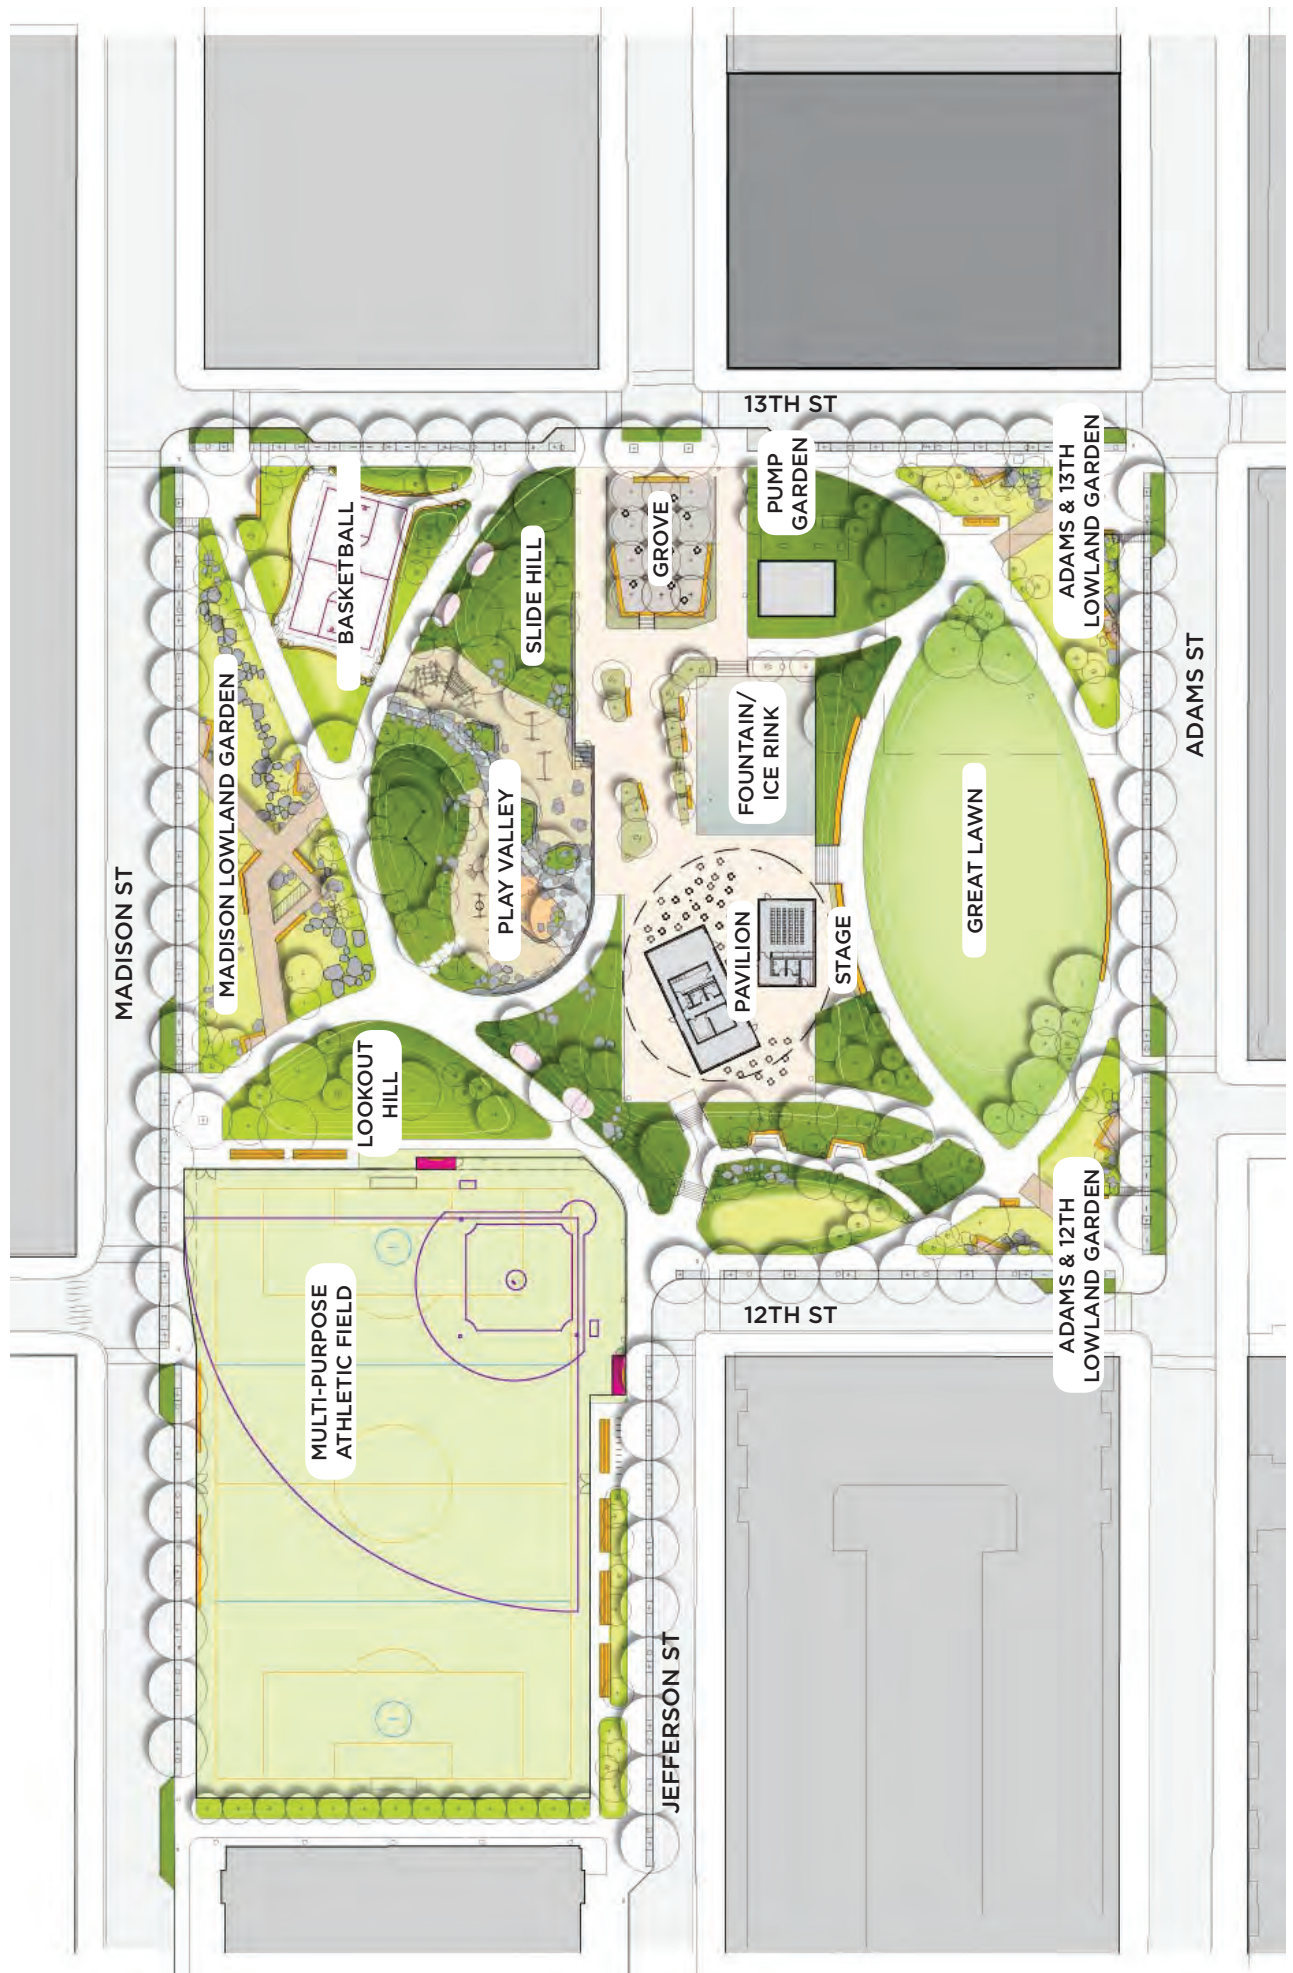 13TH ST
PUMP
GARDEN
ADAMS & 13TH
LOWLAND GARDEN
BASKETBALL
SLIDE HILL
GROVE
MADISON LOWLAND GARDEN
FOUNTAIN/
ICE RINK
ADAMS ST
PLAY VALLEY
GREAT LAWN
MADISON ST
PAVILION
STAGE
LOOKOUT
HILL
ADAMS & 12TH
LOWLAND GARDEN
12TH ST
MULTI-PURPOSE
ATHLETIC FIELD
JEFFERSON ST